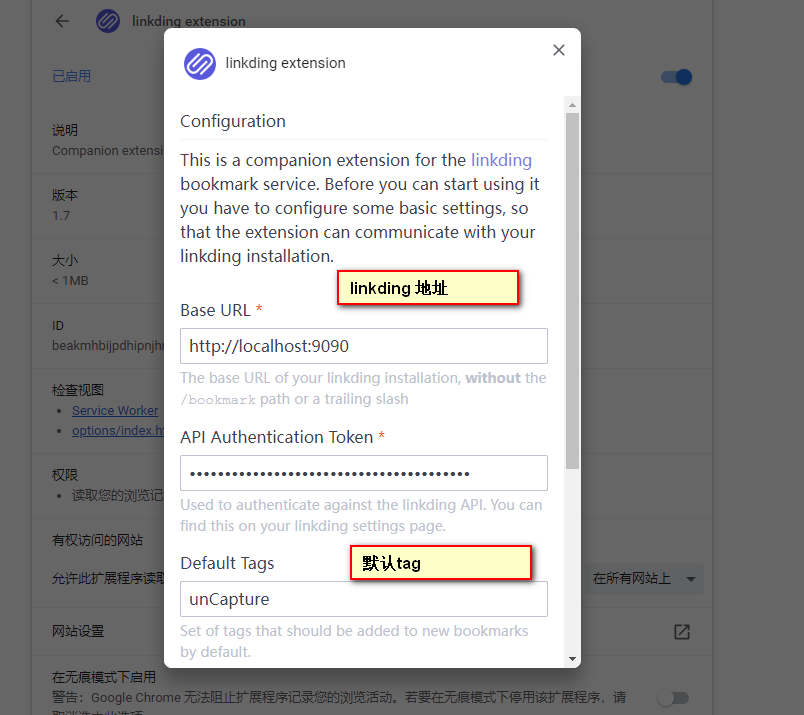 linkding extension
已启用
说明
Companion extensi
版本
1.7
大小
< 1MB
ID
beakmhbijpdhipnjhr
检查视图
Service Worker
options/index.ht
权限
读取您的浏览记
有权访问的网站
允许此扩展程序读取
在所有网站上
网站设置
在无痕模式下启用
警告：Google Chrome 无法阻止扩展程序记录您的浏览活动。若要在无痕模式下停用该扩展程序，请
取消选中此选项
linkding extension
Configuration
This is a companion extension for the linkding
bookmark service. Before you can start using it
you have to configure some basic settings, so
that the extension can communicate with your
linkding installation.
linkding 地址
Base URL *
http://localhost:9090
The base URL of your linkding installation, without the
/bookmark path or a trailing slash
API Authentication Token *
Used to authenticate against the linkding API. You can
find this on your linkding settings page.
Default Tags
默认tag
unCapture
Set of tags that should be added to new bookmarks
by default.